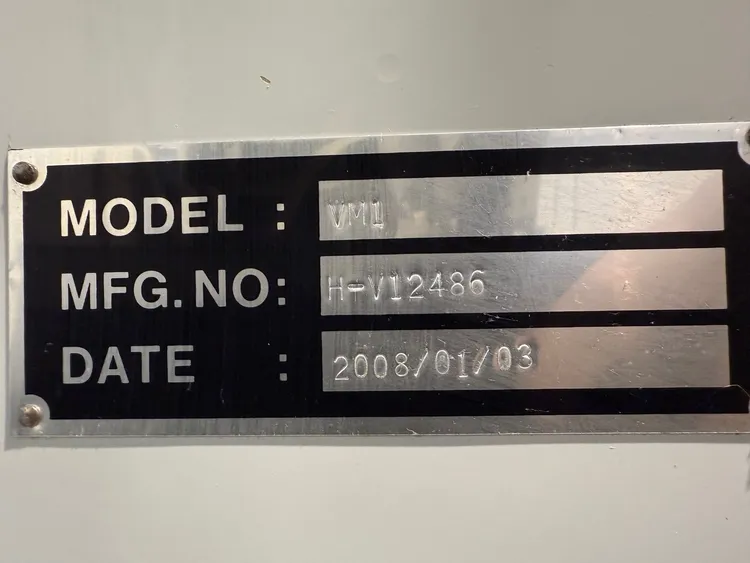 MODEL : VM1
MFG.NO: H-V12486
DATE : 2008/01/03